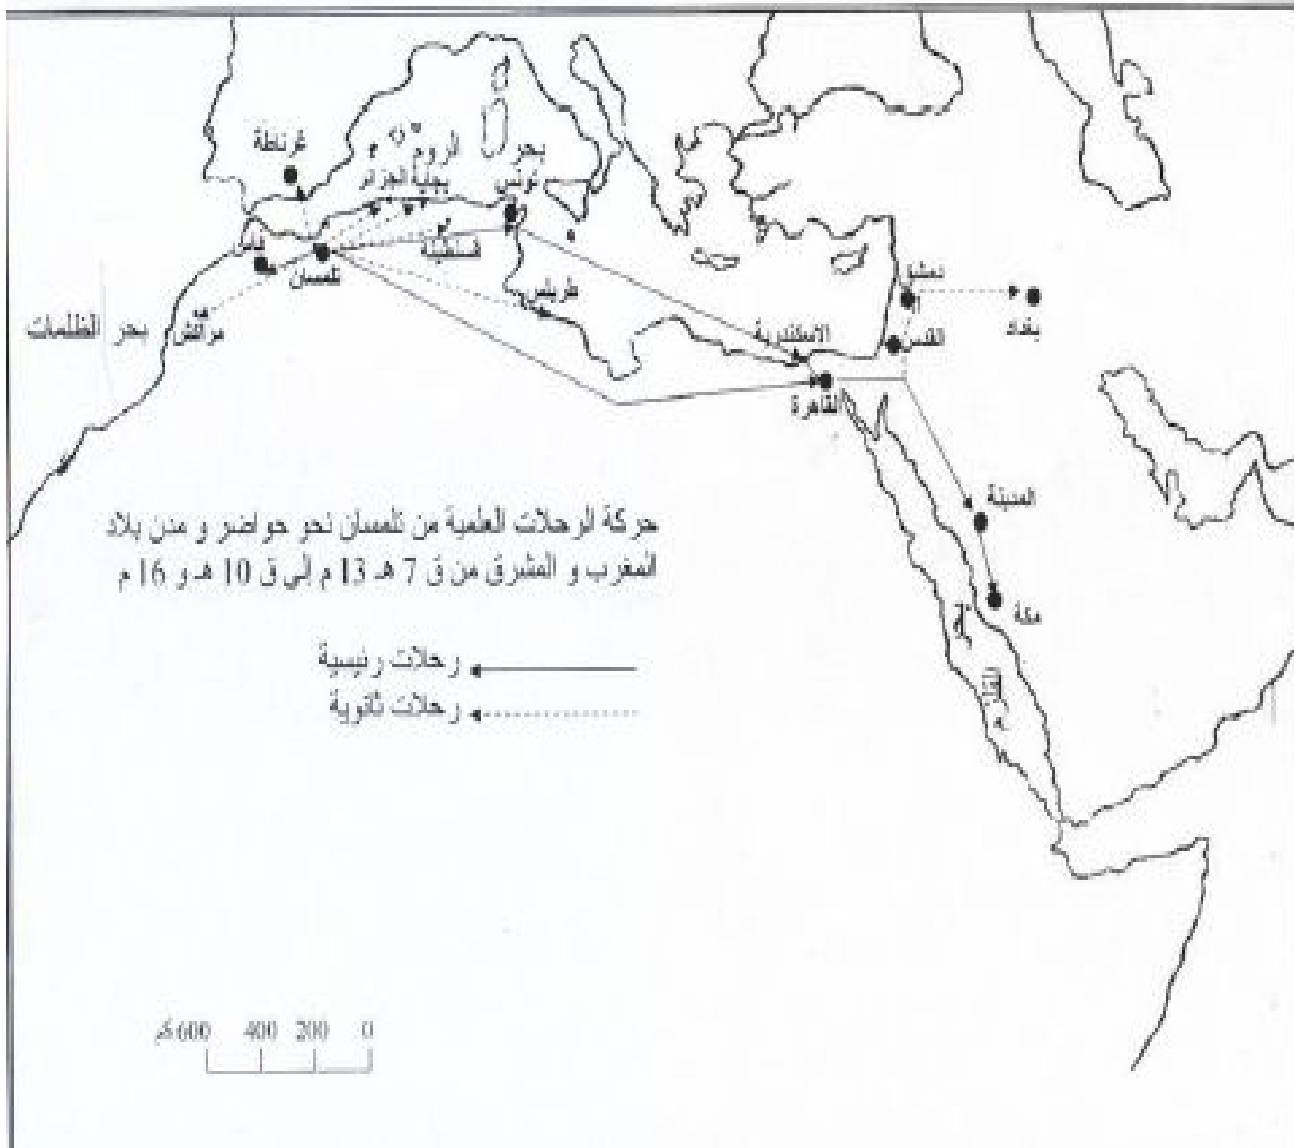 غرناطة
الروم
بحر
الجزائر
بجاية
تونس
فاس
تلمسان
قسنطينة
طرابلس
مراكش
بحر الظلمات
الاسكندرية
القاهرة
دمشق
القدس
بغداد
المدينة
مكة
القلزم
حركة الرحلات العلمية من تلمسان نحو حواضر و مدن بلاد
المغرب و المشرق من ق 7 هـ 13 م إلى ق 10 هـ و 16 م
رحلات رئيسية
رحلات ثانوية
600 400 200 0